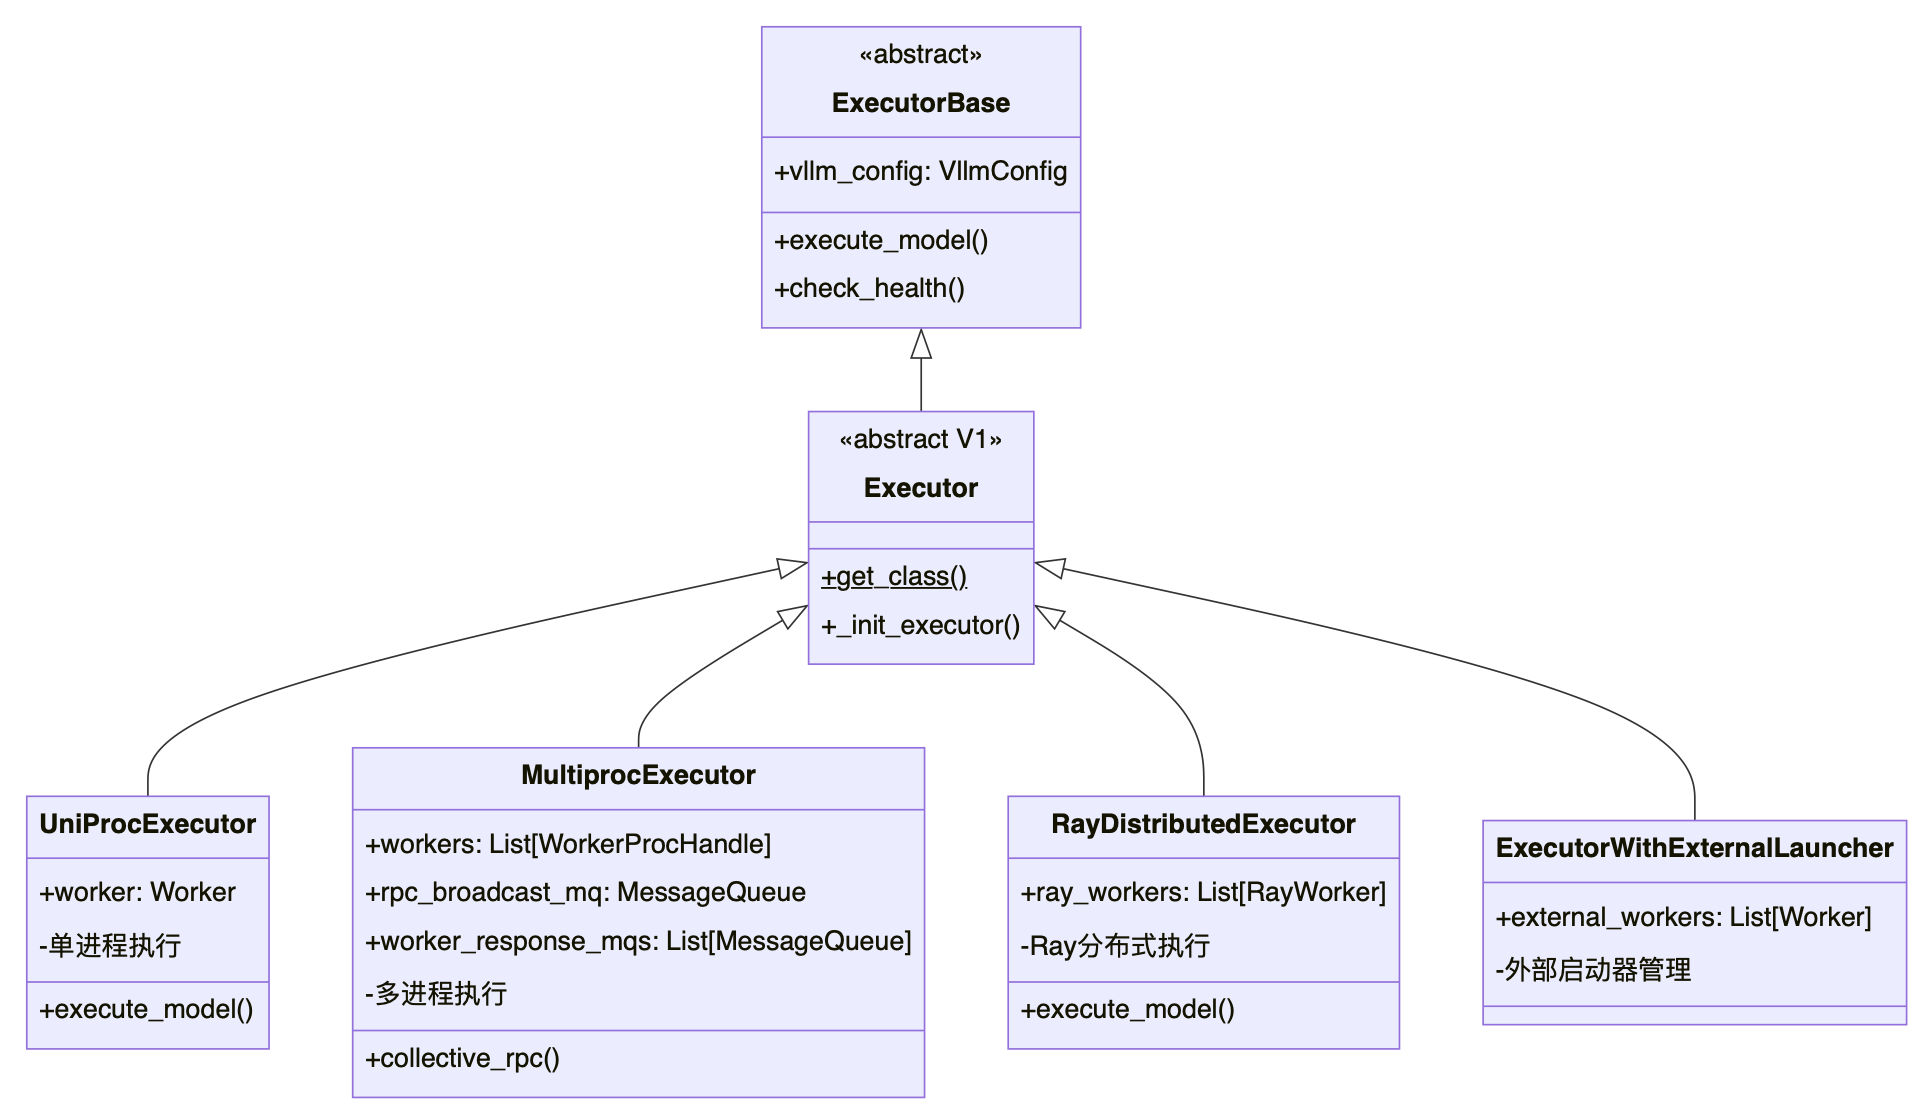 «abstract»
ExecutorBase
+vllm_config: VllmConfig
+execute_model()
+check_health()
«abstract V1»
Executor
+get_class()
+_init_executor()
UniProcExecutor
+worker: Worker
-单进程执行
+execute_model()
MultiprocExecutor
+workers: List[WorkerProcHandle]
+rpc_broadcast_mq: MessageQueue
+worker_response_mqs: List[MessageQueue]
-多进程执行
+collective_rpc()
RayDistributedExecutor
+ray_workers: List[RayWorker]
-Ray分布式执行
+execute_model()
ExecutorWithExternalLauncher
+external_workers: List[Worker]
-外部启动器管理